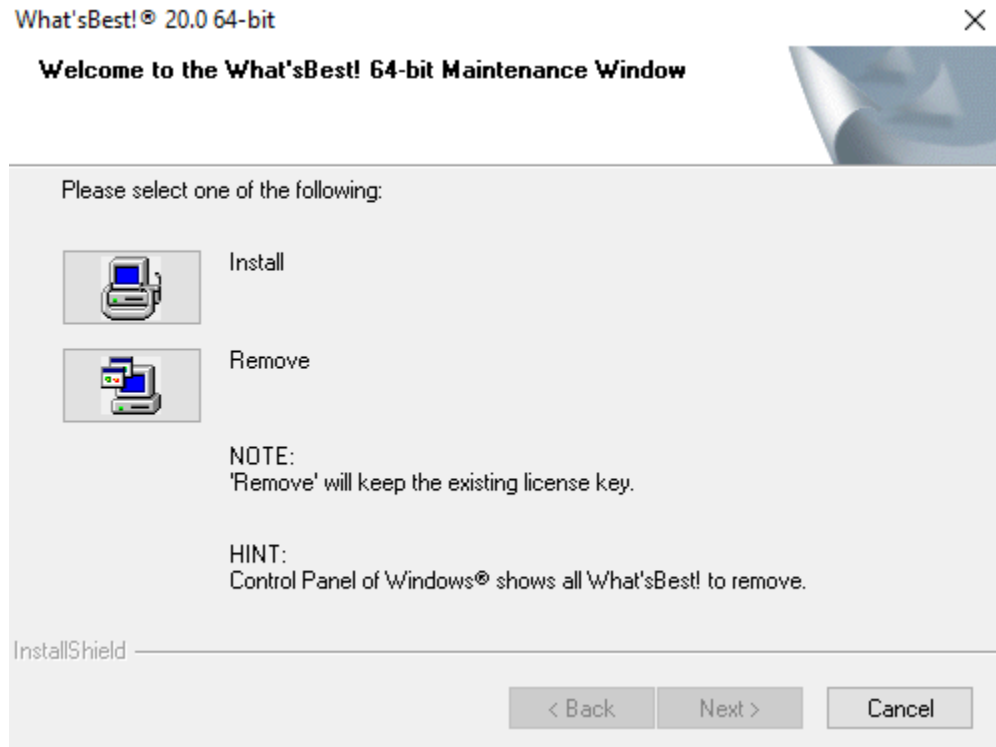 What'sBest!® 20.0 64-bit
Welcome to the What'sBest! 64-bit Maintenance Window
Please select one of the following:
Install
Remove
NOTE:
'Remove' will keep the existing license key.
HINT:
Control Panel of Windows® shows all What'sBest! to remove.
InstallShield
< Back Next > Cancel